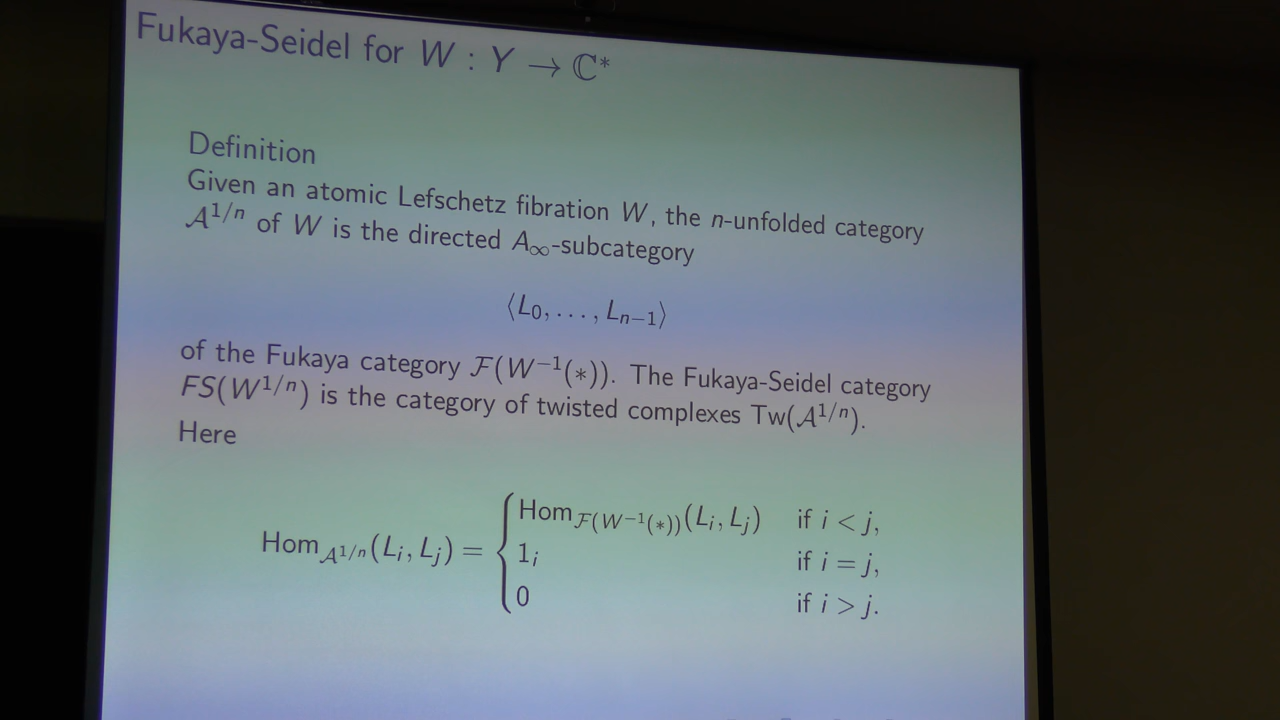 Fukaya-Seidel for W : Y → ℂ*
Definition
Given an atomic Lefschetz fibration W, the n-unfolded category
𝒜^{1/n} of W is the directed A_∞-subcategory
⟨L_0, . . . , L_{n−1}⟩
of the Fukaya category ℱ(W^{−1}(*)). The Fukaya-Seidel category
FS(W^{1/n}) is the category of twisted complexes Tw(𝒜^{1/n}).
Here
Hom_{𝒜^{1/n}}(L_i, L_j) = { Hom_{ℱ(W^{−1}(*))}(L_i, L_j) if i < j,
1_i if i = j,
0 if i > j.